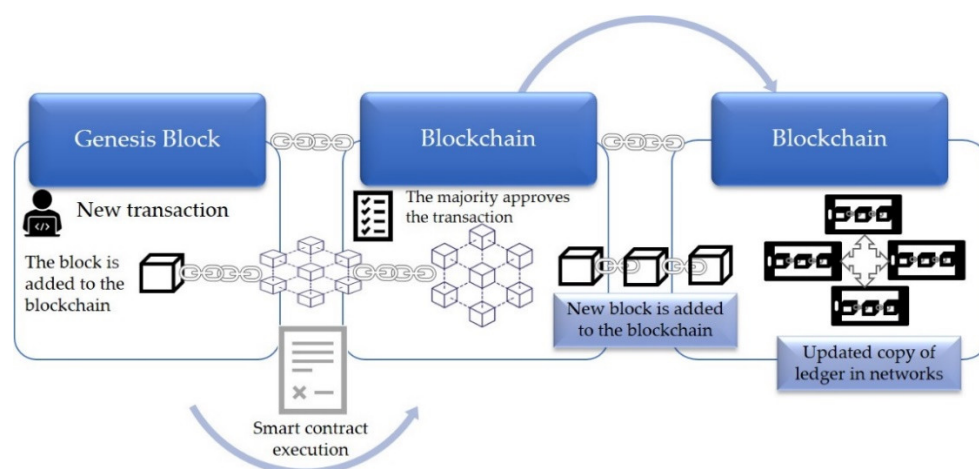 Genesis Block
Blockchain
Blockchain
New transaction
The majority approves
the transaction
The block is
added to the
blockchain
New block is added
to the blockchain
Updated copy of
ledger in networks
Smart contract
execution